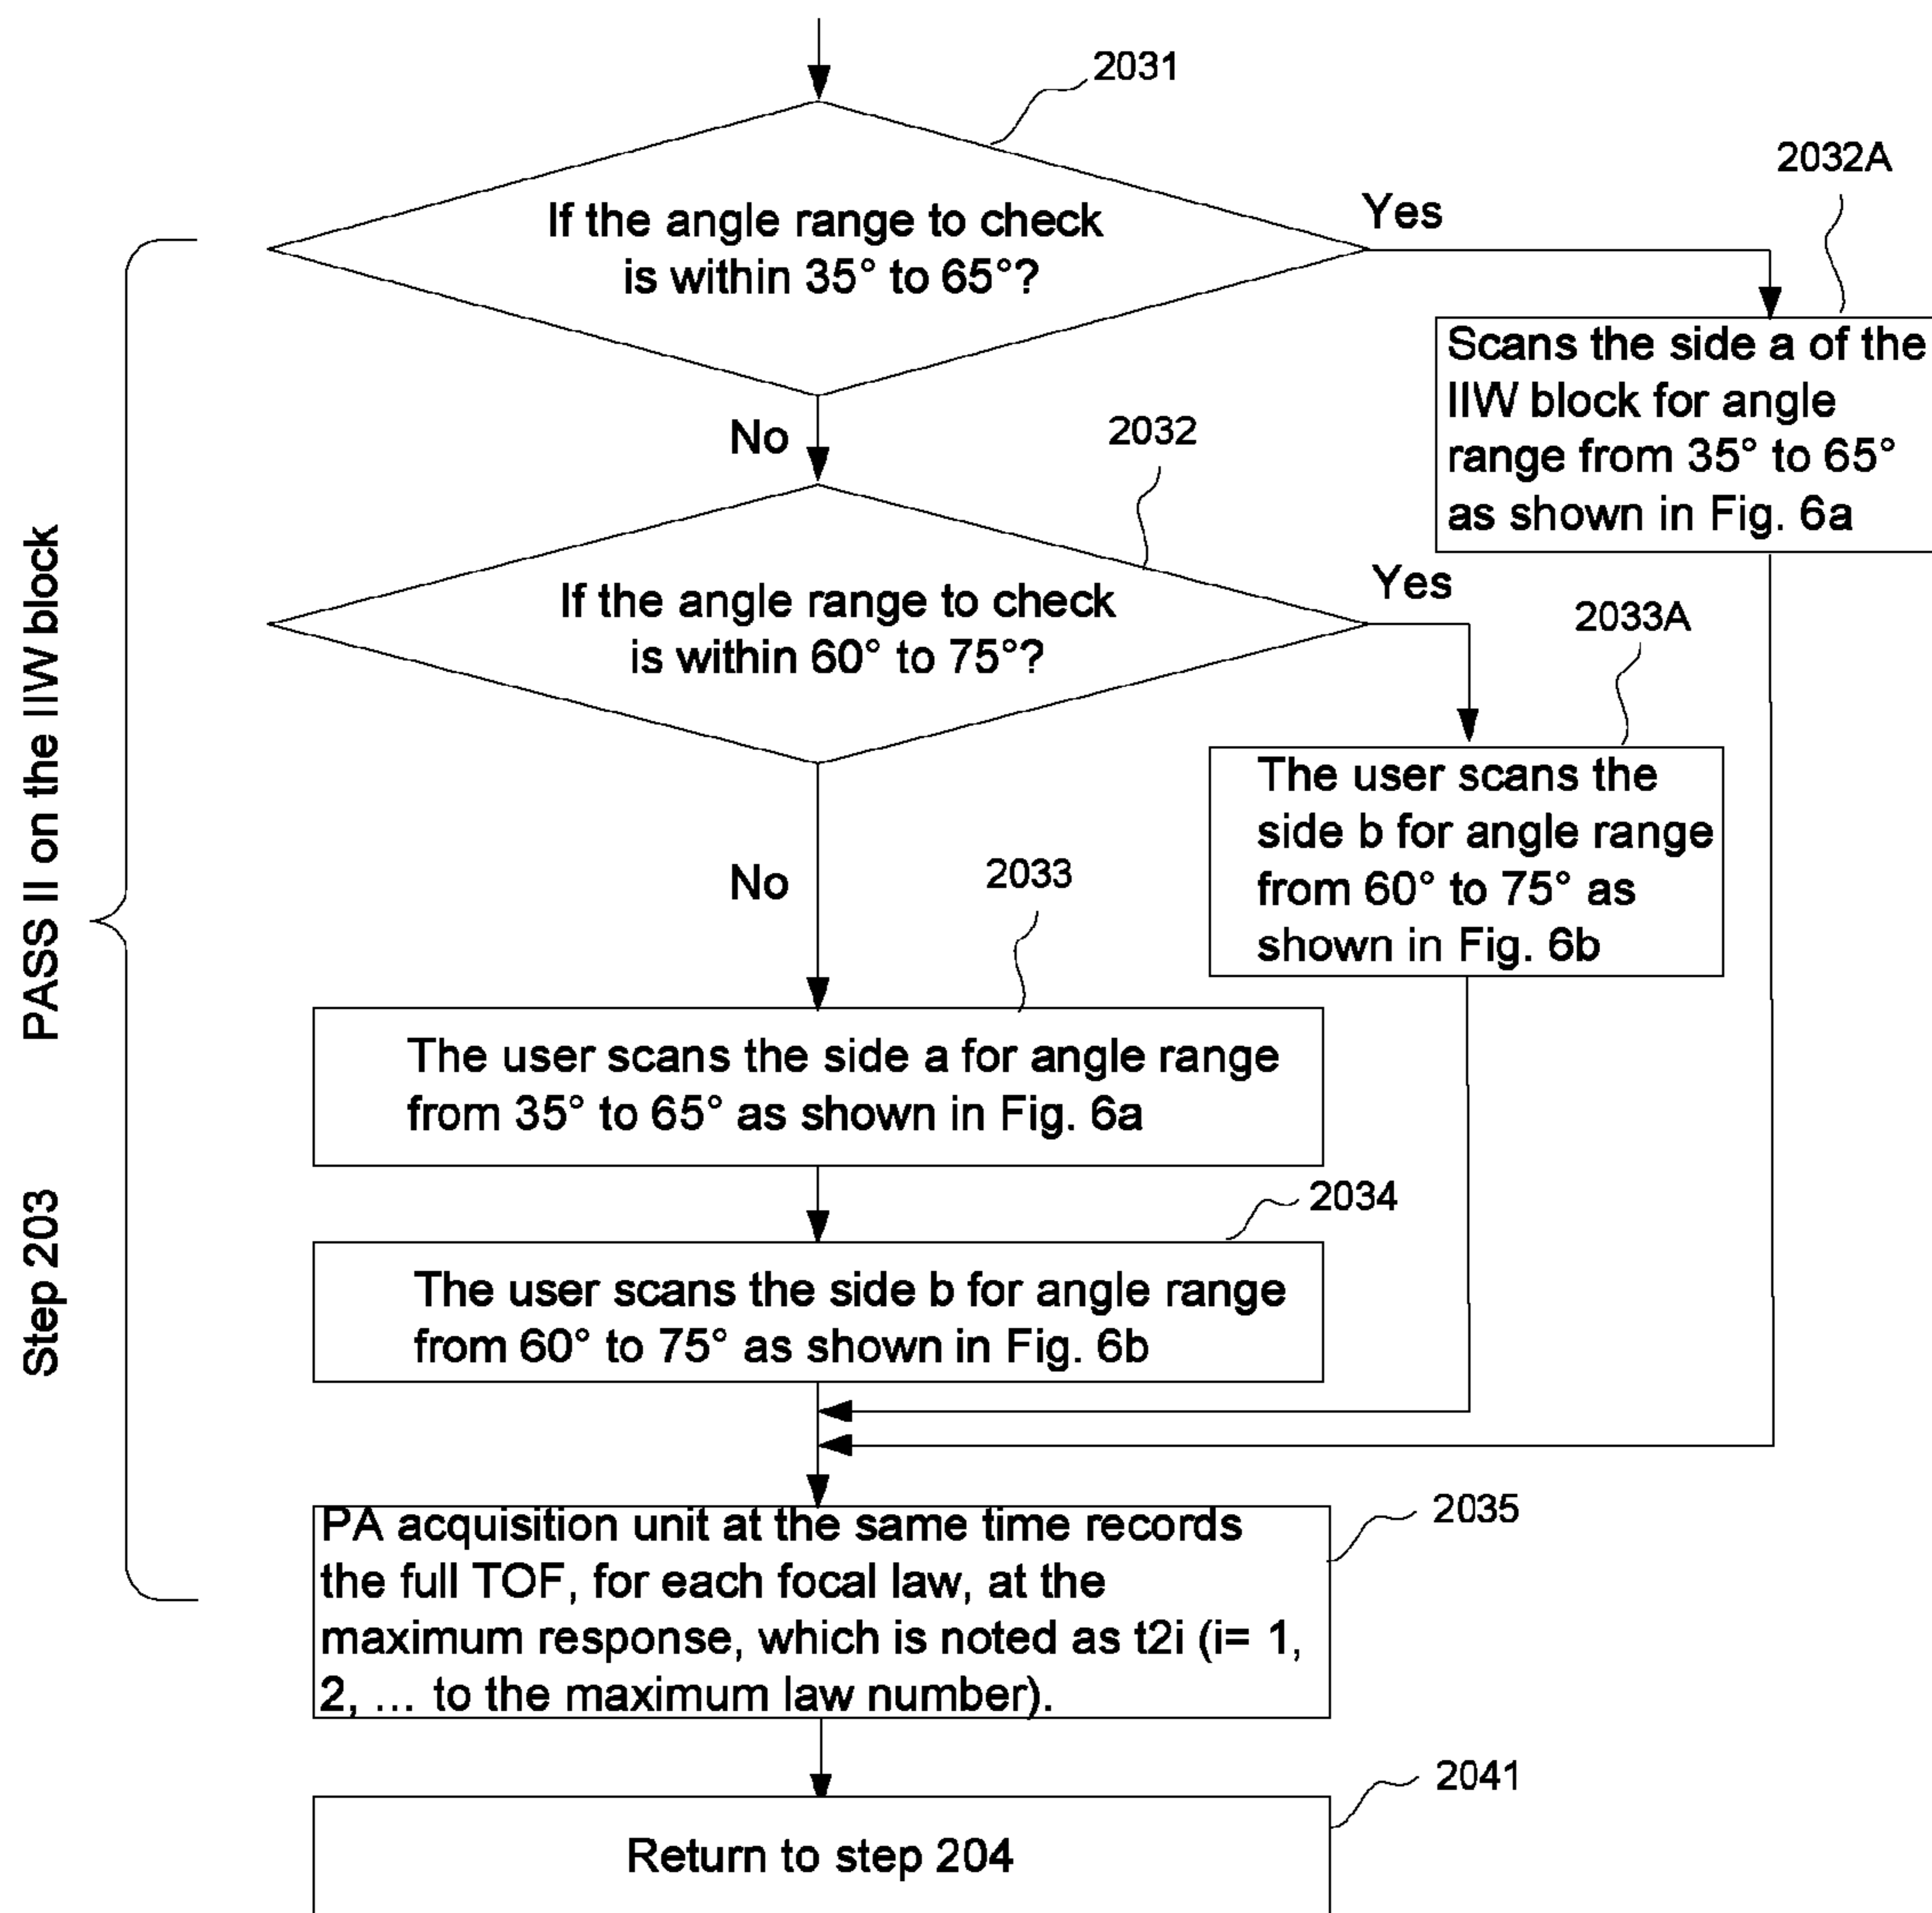 2031
If the angle range to check
is within 35° to 65°?
Yes
2032A
Scans the side a of the
IIW block for angle
range from 35° to 65°
as shown in Fig. 6a
No
2032
If the angle range to check
is within 60° to 75°?
Yes
2033A
The user scans the
side b for angle range
from 60° to 75° as
shown in Fig. 6b
No
2033
The user scans the side a for angle range
from 35° to 65° as shown in Fig. 6a
2034
The user scans the side b for angle range
from 60° to 75° as shown in Fig. 6b
2035
PA acquisition unit at the same time records
the full TOF, for each focal law, at the
maximum response, which is noted as t2i (i= 1,
2, ... to the maximum law number).
2041
Return to step 204
Step 203 PASS II on the IIW block